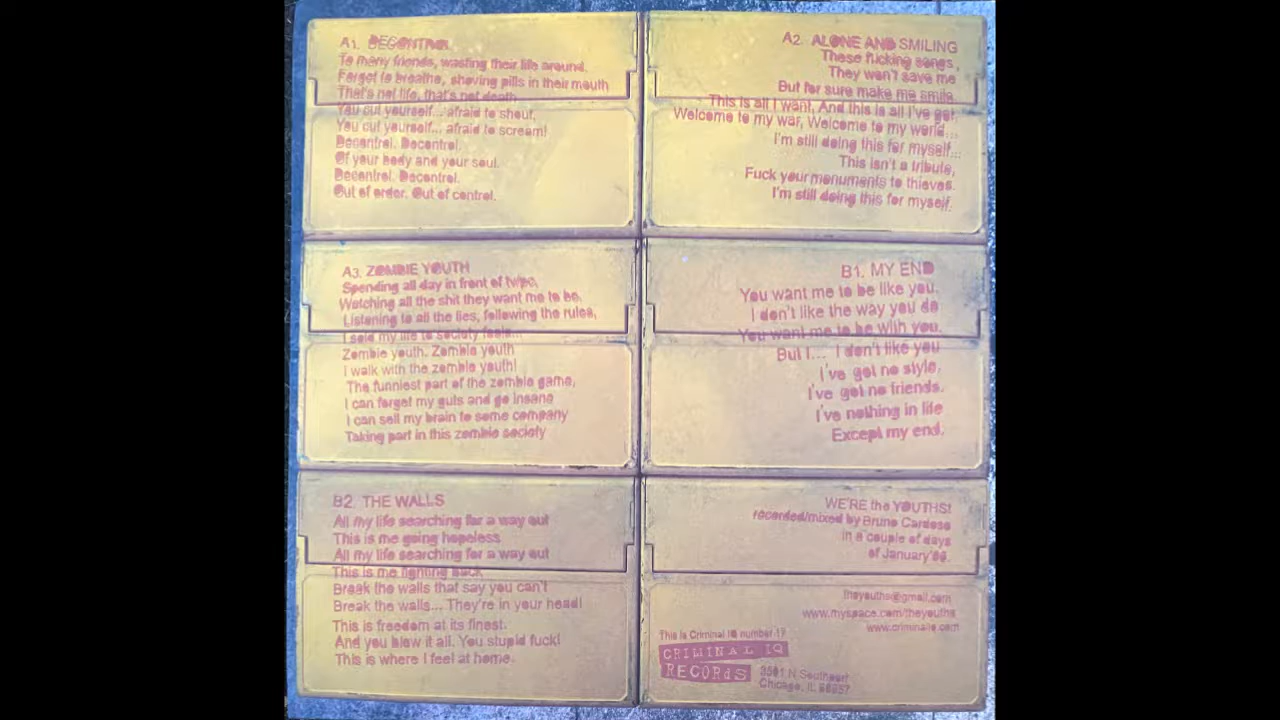 A1. DECONTROL
To many friends, wasting their life around.
Forget to breathe, shoving pills in their mouth
That's not life, that's not death
You cut yourself... afraid to shout,
You cut yourself... afraid to scream!
Decontrol. Decontrol.
Of your body and your soul.
Decontrol. Decontrol.
Out of order. Out of control.
A2. ALONE AND SMILING
These fucking songs,
They won't save me
But for sure make me smile.
This is all I want, And this is all I've got,
Welcome to my war, Welcome to my world...
I'm still doing this for myself...
This isn't a tribute,
Fuck your monuments to thieves.
I'm still doing this for myself.
A3. ZOMBIE YOUTH
Spending all day in front of
Watching all the shit they want me to be,
Listening to all the lies, following the rules,
I sold my life to society
Zombie youth. Zombie youth
I walk with the zombie youth!
The funniest part of the zombie game,
I can forget my guts and go insane
I can sell my brain to some company
Taking part in this zombie society
B1. MY END
You want me to be like you,
I don't like the way you do
You want me to be with you,
But I... I don't like you
I've got no style,
I've got no friends.
I've nothing in life
Except my end.
B2. THE WALLS
All my life searching for a way out
This is me going hopeless
All my life searching for a way out
This is me fighting back
Break the walls that say you can't
Break the walls... They're in your head!
This is freedom at its finest.
And you blew it all. You stupid fuck!
This is where I feel at home.
WE'RE the YOUTHS!
recorded/mixed by Bruno Cardoso
in a couple of days
of January
theyouths@gmail.com
www.myspace.com/theyouths
www.criminaliq.com
This is Criminal IQ number 17
CRIMINAL IQ
RECORdS
3501 N Southport
Chicago, IL 60657